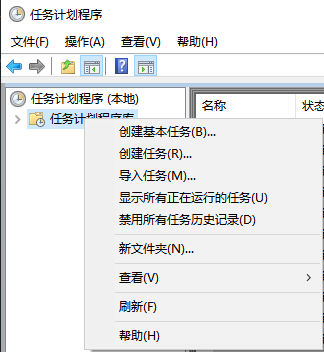 任务计划程序
文件(F) 操作(A) 查看(V) 帮助(H)
任务计划程序 (本地)
任务计划程序库
名称 状态
创建基本任务(B)...
创建任务(R)...
导入任务(M)...
显示所有正在运行的任务(U)
禁用所有任务历史记录(D)
新文件夹(N)...
查看(V)
刷新(F)
帮助(H)